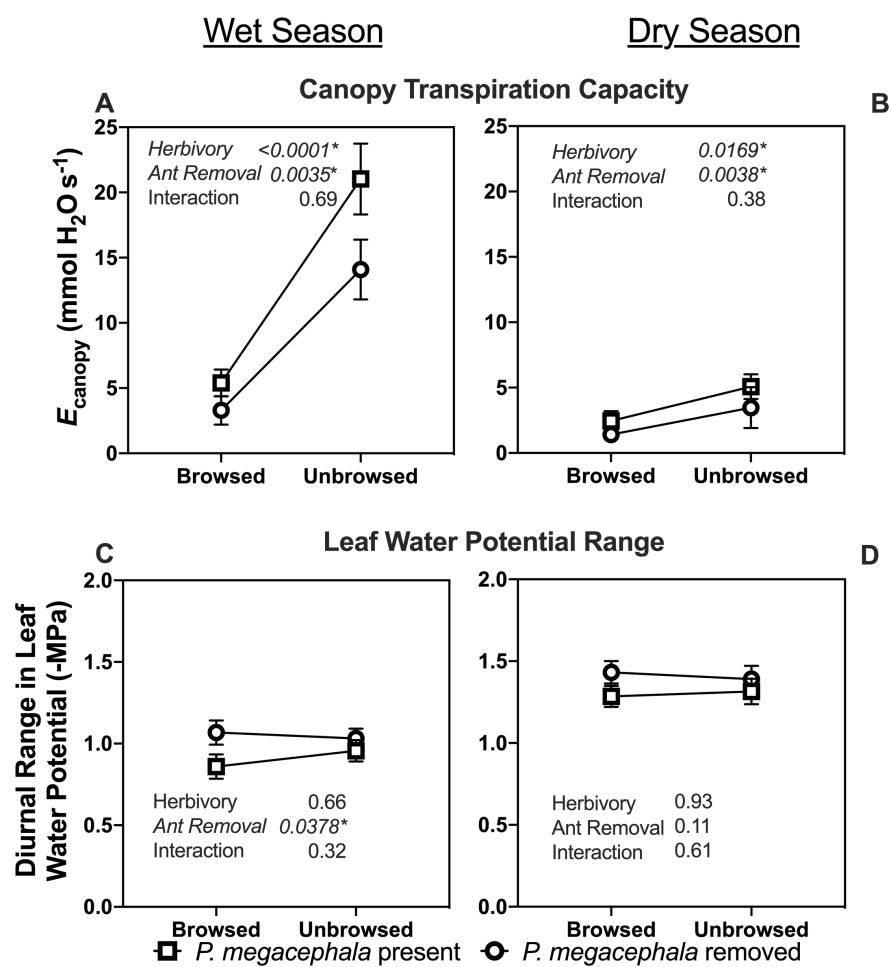 Wet Season
Dry Season
Canopy Transpiration Capacity
A
B
E canopy (mmol H2O s-1)
25
20
15
10
5
0
Herbivory <0.0001*
Ant Removal 0.0035*
Interaction 0.69
Browsed Unbrowsed
25
20
15
10
5
0
Herbivory 0.0169*
Ant Removal 0.0038*
Interaction 0.38
Browsed Unbrowsed
Leaf Water Potential Range
C
D
Diurnal Range in Leaf
Water Potential (-MPa)
2.0
1.5
1.0
0.5
0.0
Herbivory 0.66
Ant Removal 0.0378*
Interaction 0.32
Browsed Unbrowsed
2.0
1.5
1.0
0.5
0.0
Herbivory 0.93
Ant Removal 0.11
Interaction 0.61
Browsed Unbrowsed
P. megacephala present
P. megacephala removed